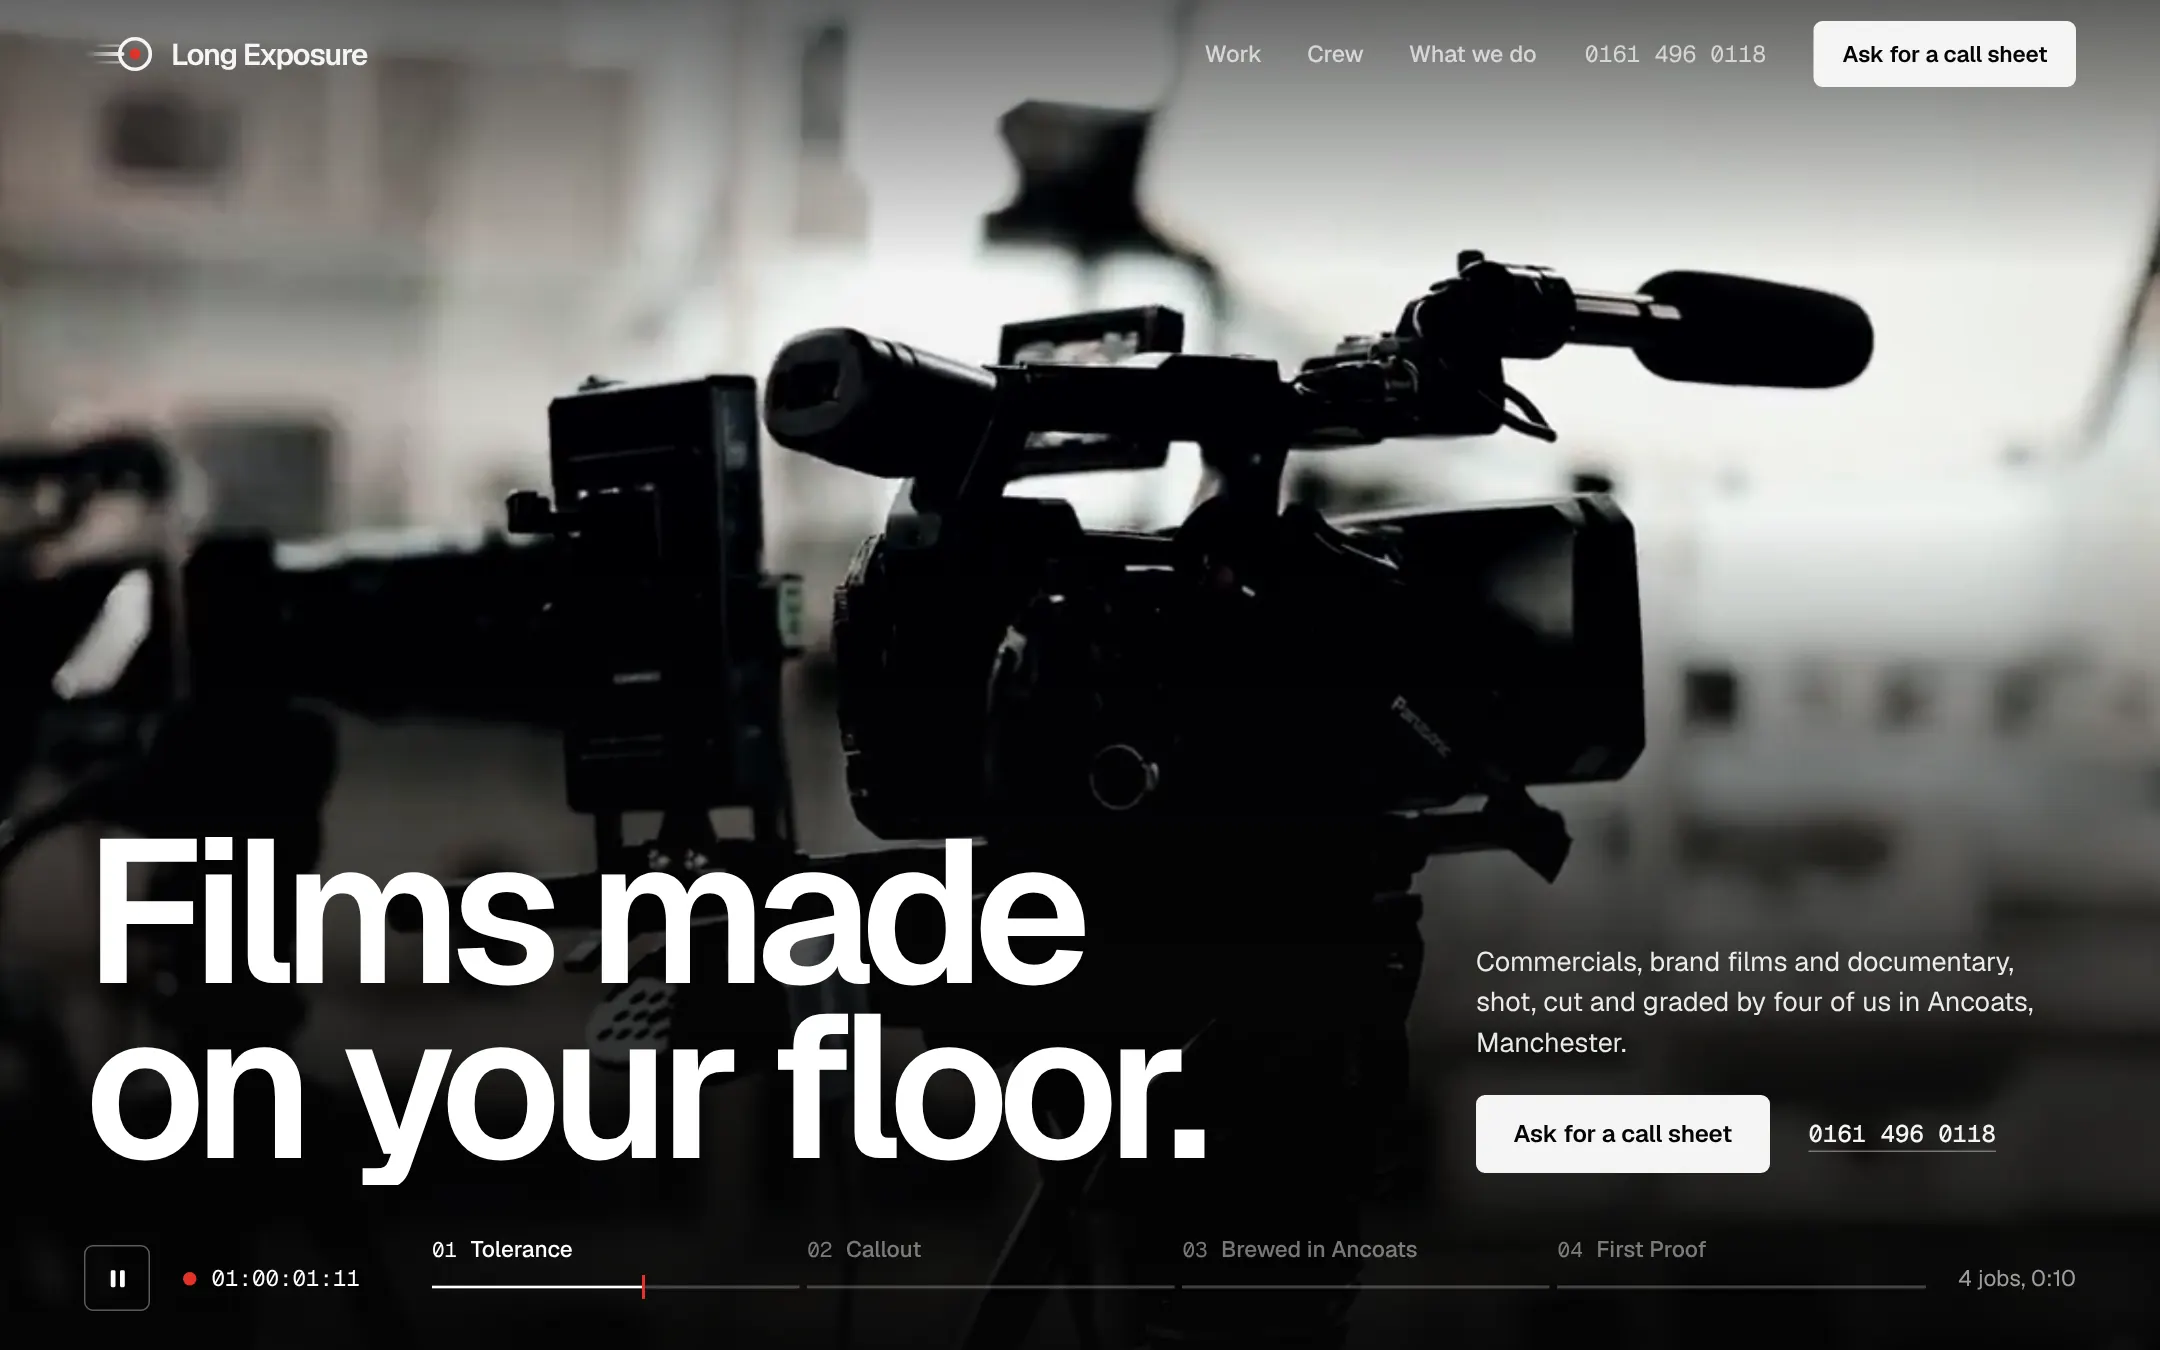 Long Exposure
Work
Crew
What we do
0161 496 0118
Ask for a call sheet
Panasonic
Films made
on your floor.
Commercials, brand films and documentary,
shot, cut and graded by four of us in Ancoats,
Manchester.
Ask for a call sheet
0161 496 0118
01:00:01:11
01 Tolerance
02 Callout
03 Brewed in Ancoats
04 First Proof
4 jobs, 0:10